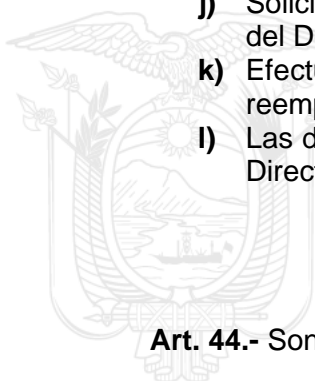 j) Solici
del D
k) Efect
reemp
l) Las d
Direct
Art. 44.- Son